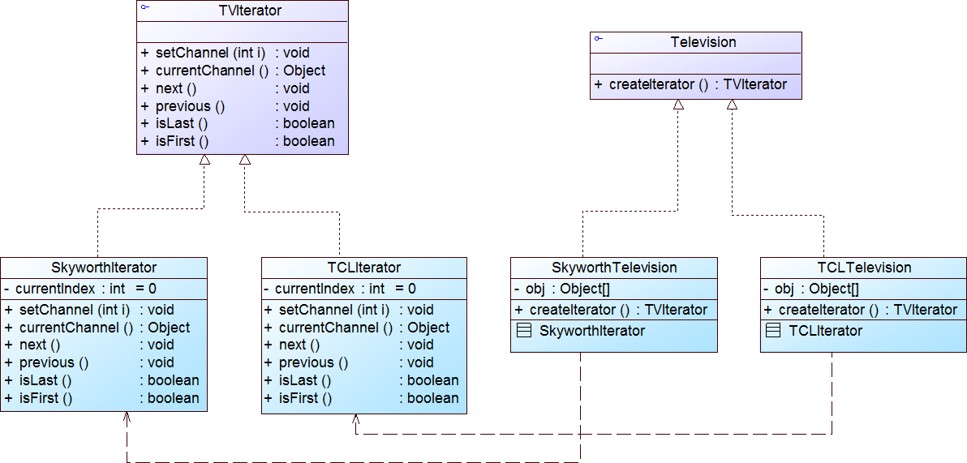 TVIterator
+ setChannel (int i) : void
+ currentChannel () : Object
+ next () : void
+ previous () : void
+ isLast () : boolean
+ isFirst () : boolean
Television
+ createIterator () : TVIterator
SkyworthIterator
- currentIndex : int = 0
+ setChannel (int i) : void
+ currentChannel () : Object
+ next () : void
+ previous () : void
+ isLast () : boolean
+ isFirst () : boolean
TCLIterator
- currentIndex : int = 0
+ setChannel (int i) : void
+ currentChannel () : Object
+ next () : void
+ previous () : void
+ isLast () : boolean
+ isFirst () : boolean
SkyworthTelevision
- obj : Object[]
+ createIterator () : TVIterator
SkyworthIterator
TCLTelevision
- obj : Object[]
+ createIterator () : TVIterator
TCLIterator